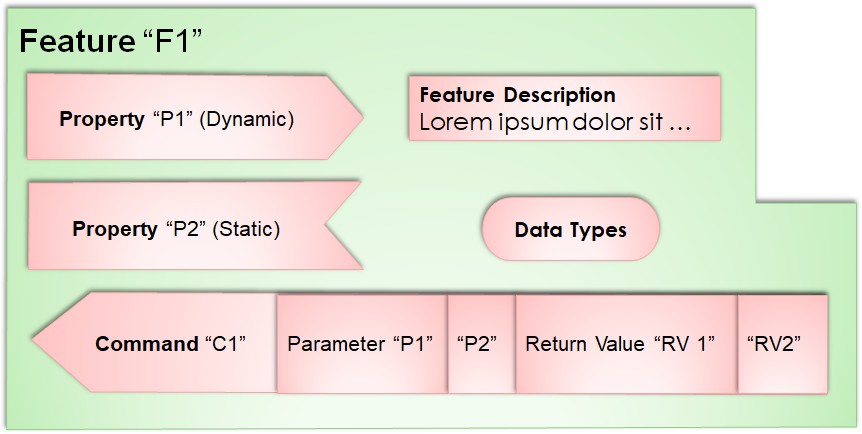 Feature “F1”
Property “P1” (Dynamic)
Feature Description
Lorem ipsum dolor sit …
Property “P2” (Static)
Data Types
Command “C1”
Parameter “P1”
“P2”
Return Value “RV 1”
“RV2”